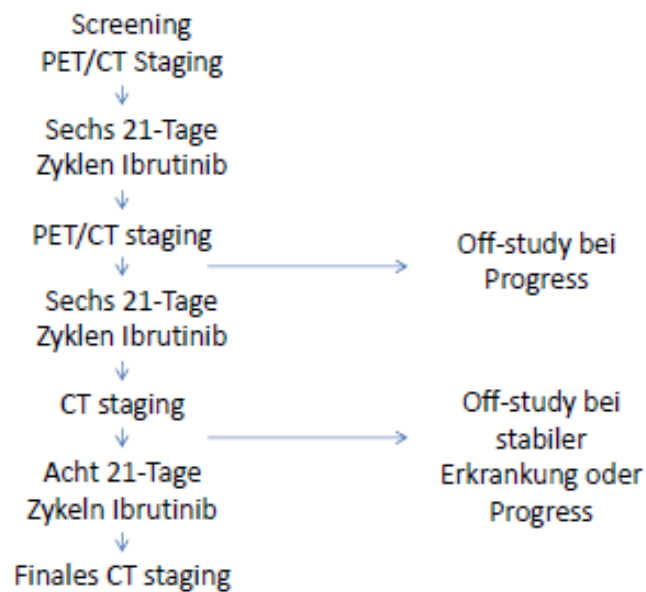 Screening
PET/CT Staging
Sechs 21-Tage
Zyklen Ibrutinib
PET/CT staging
Off-study bei
Progress
Sechs 21-Tage
Zyklen Ibrutinib
CT staging
Off-study bei
stabiler
Erkrankung oder
Progress
Acht 21-Tage
Zykeln Ibrutinib
Finales CT staging